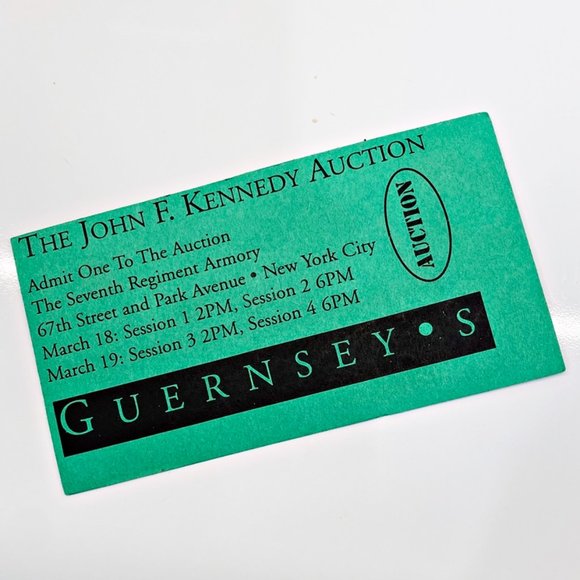 The John F. Kennedy Auction
Admit One To The Auction
The Seventh Regiment Armory
67th Street and Park Avenue • New York City
March 18: Session 1 2PM, Session 2 6PM
March 19: Session 3 2PM, Session 4 6PM
AUCTION
GUERNSEY•S